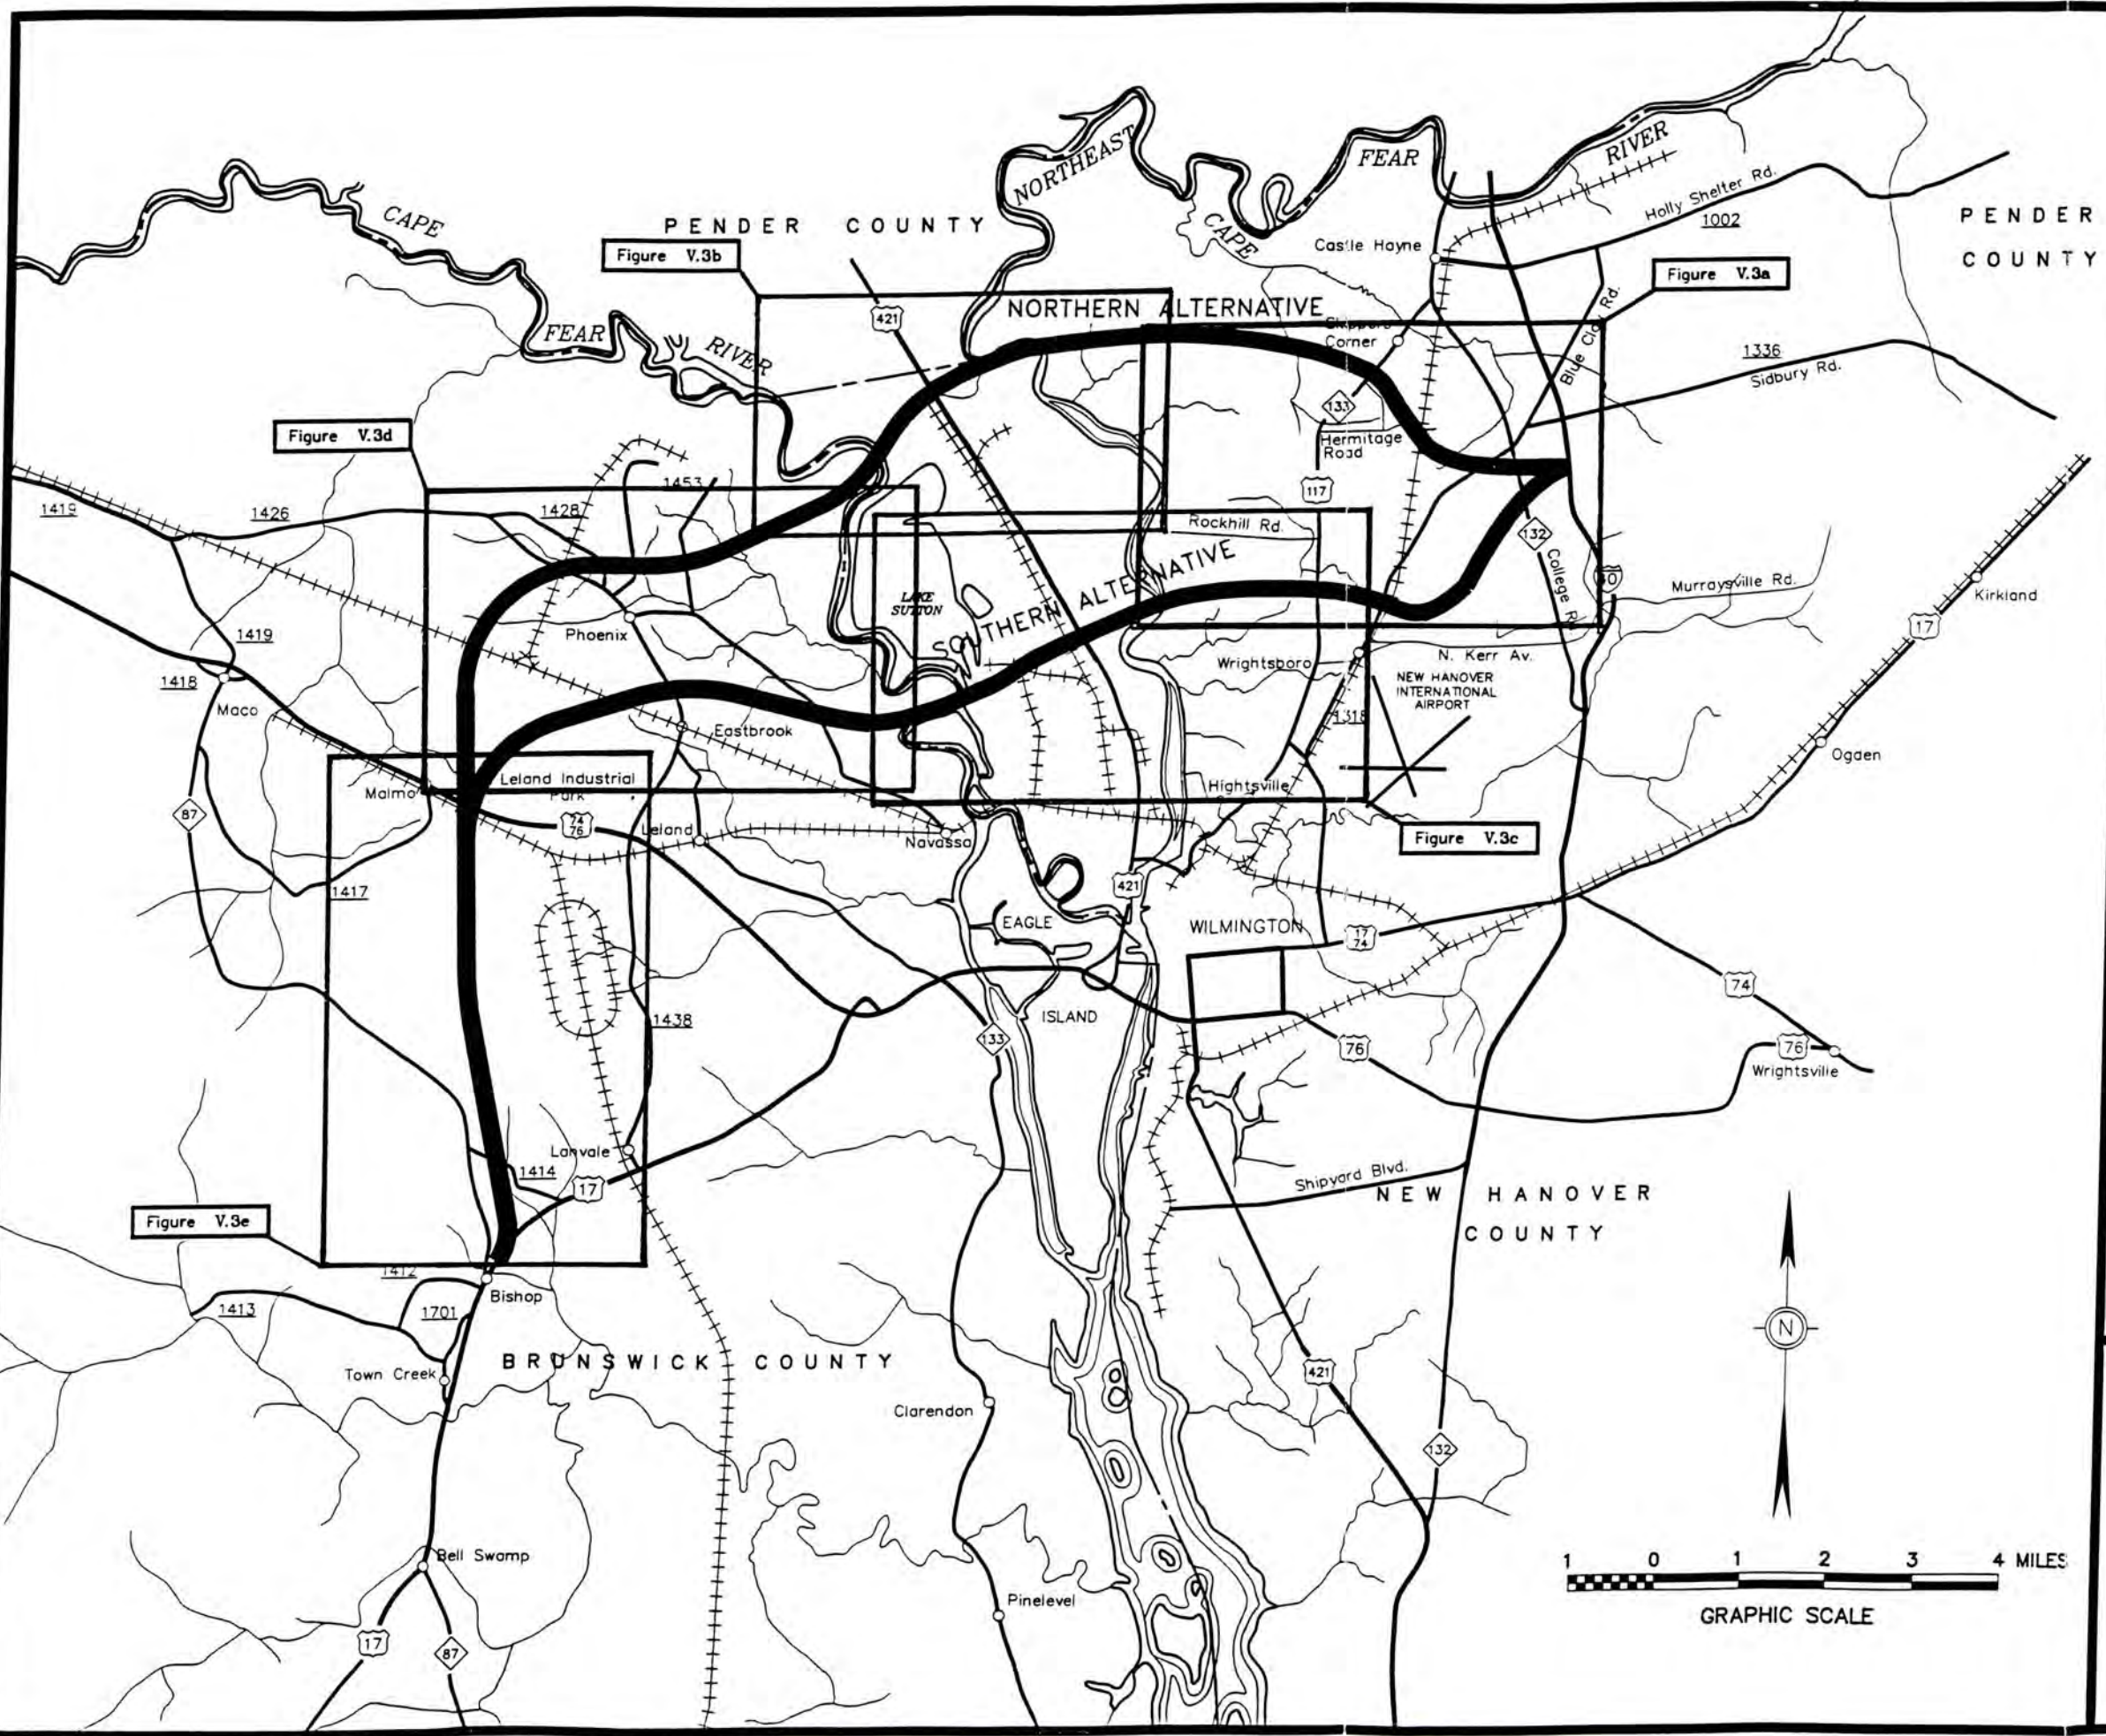 NORTHEAST
FEAR
RIVER
CAPE
CAPE
Holly Shelter Rd.
1002
PENDER COUNTY
PENDER
COUNTY
Castle Hayne
Figure V.3b
Figure V.3a
NORTHERN ALTERNATIVE
421
FEAR
RIVER
Corner
Blue Clay Rd.
1336
Sidbury Rd.
133
Figure V.3d
Hermitage
Road
1453
117
1419
1426
1428
Rockhill Rd.
132
College Rd.
40
Murraysville Rd.
Kirkland
LAKE
SUTTON
SOUTHERN ALTERNATIVE
17
1419
Phoenix
1418
Maco
Wrightsboro
N. Kerr Av.
NEW HANOVER
INTERNATIONAL
AIRPORT
1318
Eastbrook
Ogden
Leland Industrial
Park
Malmo
Hightsville
87
74
76
Leland
Navassa
Figure V.3c
1417
421
EAGLE
WILMINGTON
17
74
74
ISLAND
1438
133
76
76
Wrightsville
Lanvale
1414
17
Shipyard Blvd.
NEW HANOVER
COUNTY
Figure V.3e
1412
Bishop
1413
1701
N
BRUNSWICK COUNTY
Town Creek
421
Clarendon
132
Bell Swamp
1 0 1 2 3 4 MILES
GRAPHIC SCALE
Pinelevel
17
87